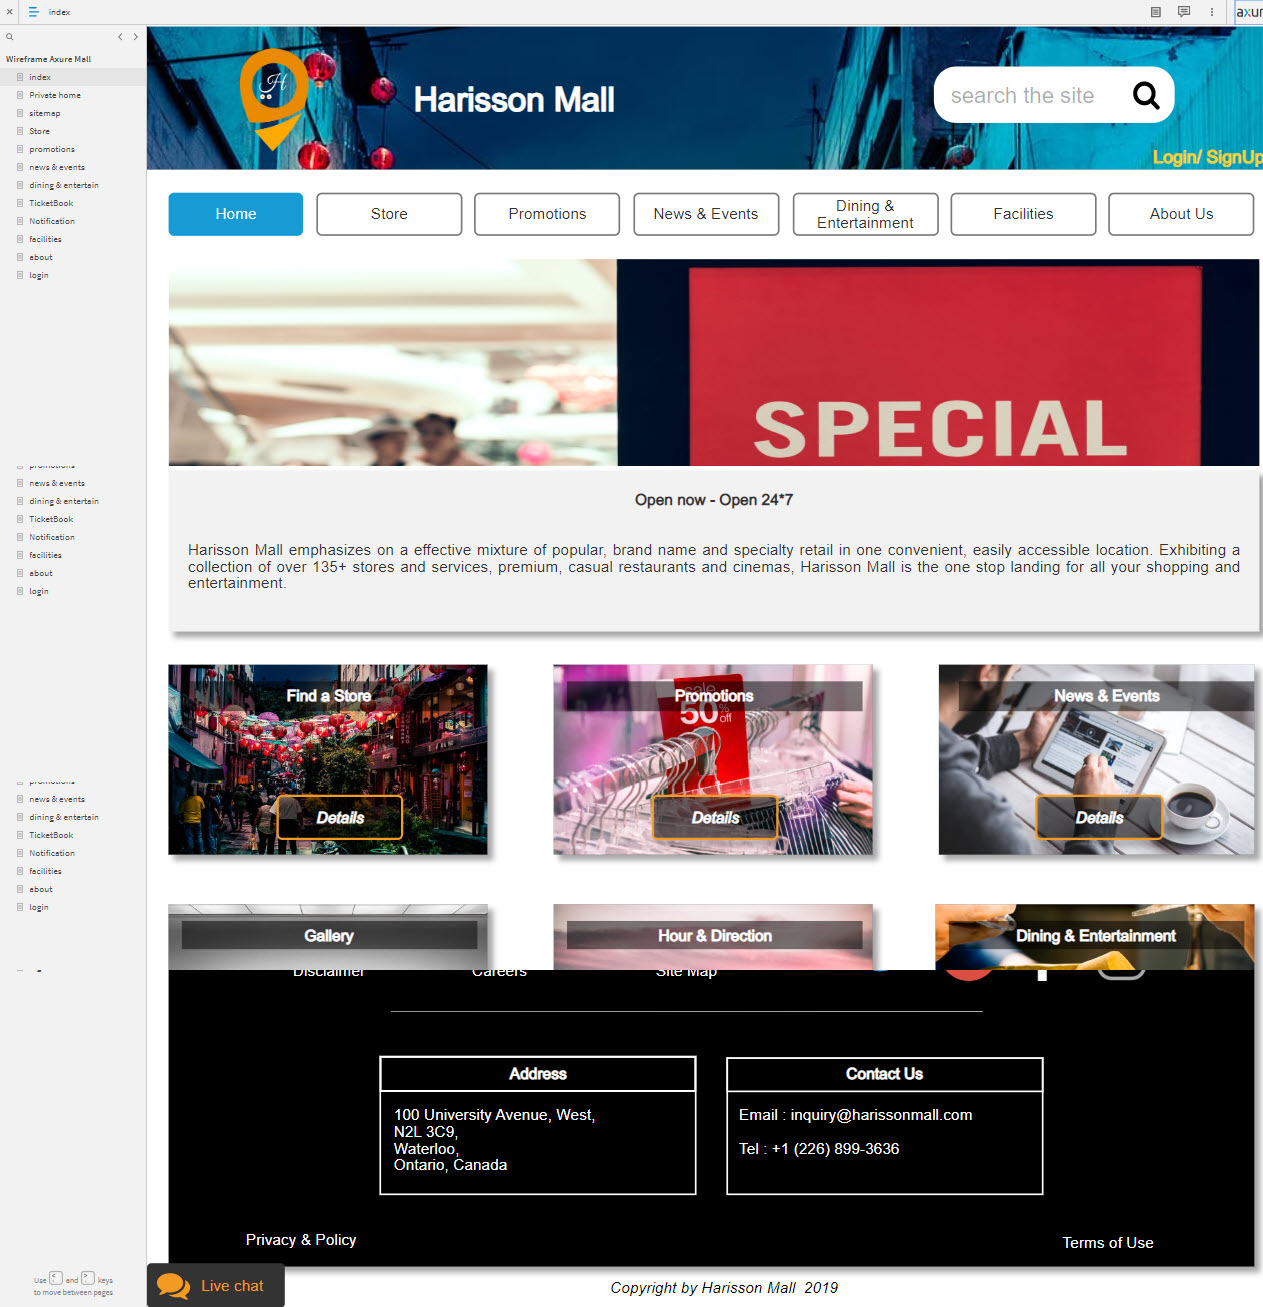 index
axur
Wireframe Axure Mall
index
Private home
sitemap
Store
promotions
news & events
dining & entertain
TicketBook
Notification
facilities
about
login
H
Harisson Mall
search the site
Login/ SignUp
Home
Store
Promotions
News & Events
Dining &
Entertainment
Facilities
About Us
SPECIAL
promotions
news & events
dining & entertain
TicketBook
Notification
facilities
about
login
Open now - Open 24*7
Harisson Mall emphasizes on a effective mixture of popular, brand name and specialty retail in one convenient, easily accessible location. Exhibiting a
collection of over 135+ stores and services, premium, casual restaurants and cinemas, Harisson Mall is the one stop landing for all your shopping and
entertainment.
Find a Store
Details
sale
Promotions
50% off
Details
News & Events
Details
promotions
news & events
dining & entertain
TicketBook
Notification
facilities
about
login
Gallery
Hour & Direction
Dining & Entertainment
Disclaimer
Careers
Site Map
Address
100 University Avenue, West,
N2L 3C9,
Waterloo,
Ontario, Canada
Contact Us
Email : inquiry@harissonmall.com
Tel : +1 (226) 899-3636
Privacy & Policy
Terms of Use
Use < and > keys
to move between pages
Live chat
Copyright by Harisson Mall 2019